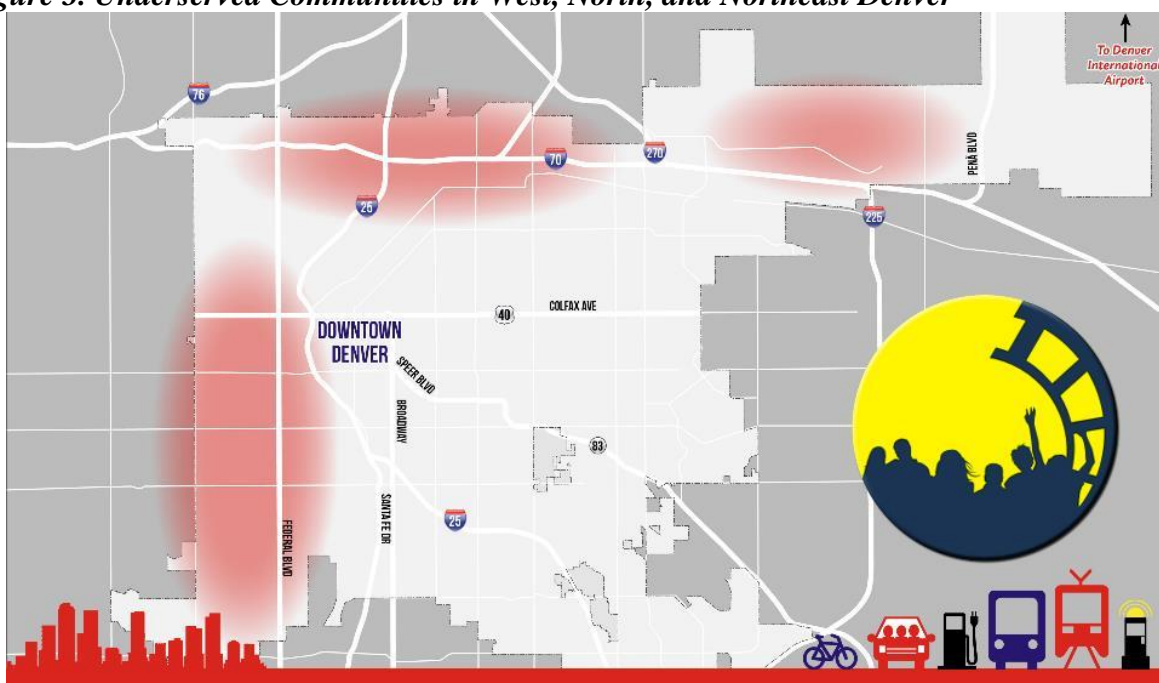 gure 3. Underserved Communities in West, North, and Northeast Denver
To Denver
International
Airport
76
PEÑA BLVD
70
270
25
225
40
COLFAX AVE
DOWNTOWN
DENVER
SPEER BLVD
BROADWAY
83
SANTA FE DR
25
FEDERAL BLVD